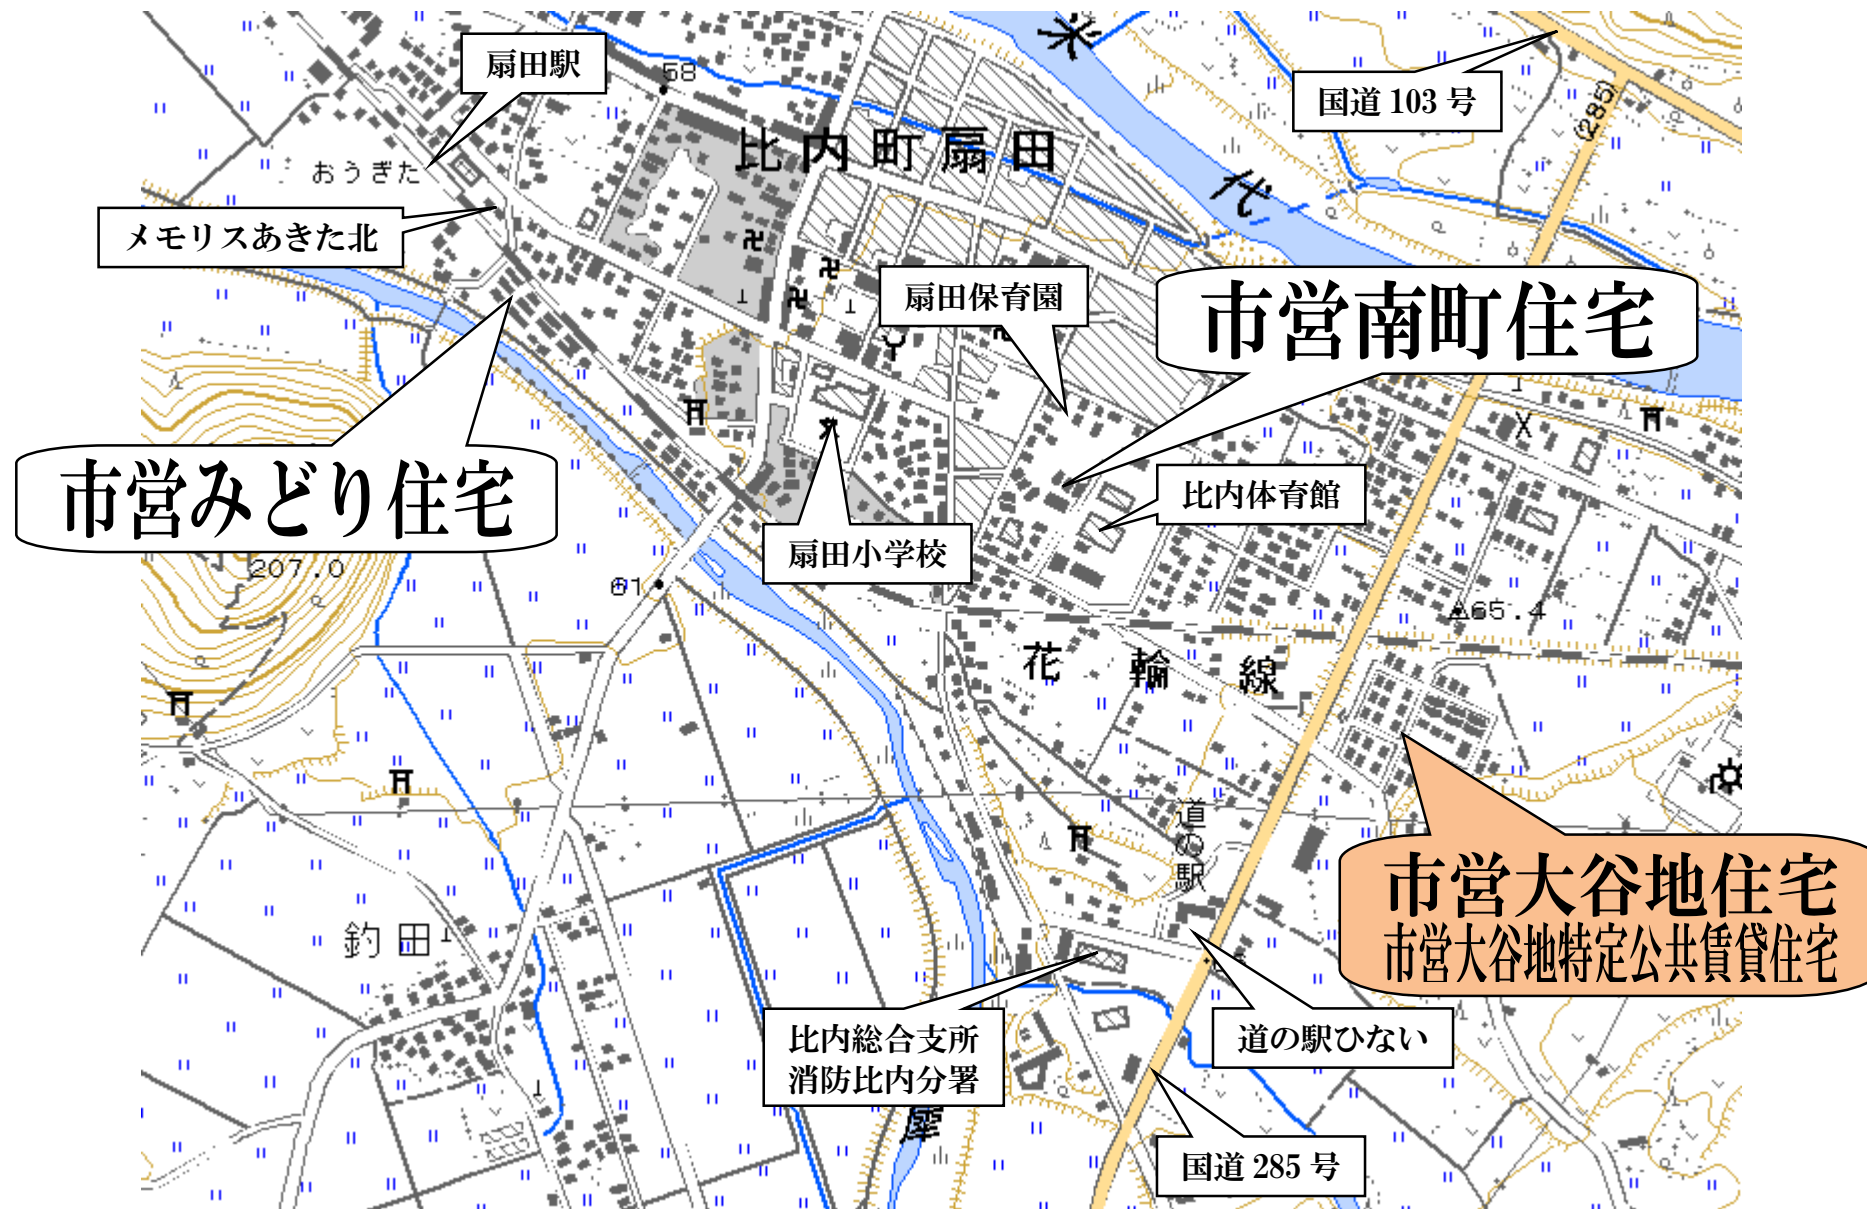 扇田駅
58
米
国道 103 号
(285)
比内町扇田
おうぎた
代
メモリスあきた北
扇田保育園
市営南町住宅
市営みどり住宅
比内体育館
扇田小学校
207.0
61
65.4
花輪線
道の駅
市営大谷地住宅
市営大谷地特定公共賃貸住宅
釣田
比内総合支所
消防比内分署
道の駅ひない
犀
国道 285 号